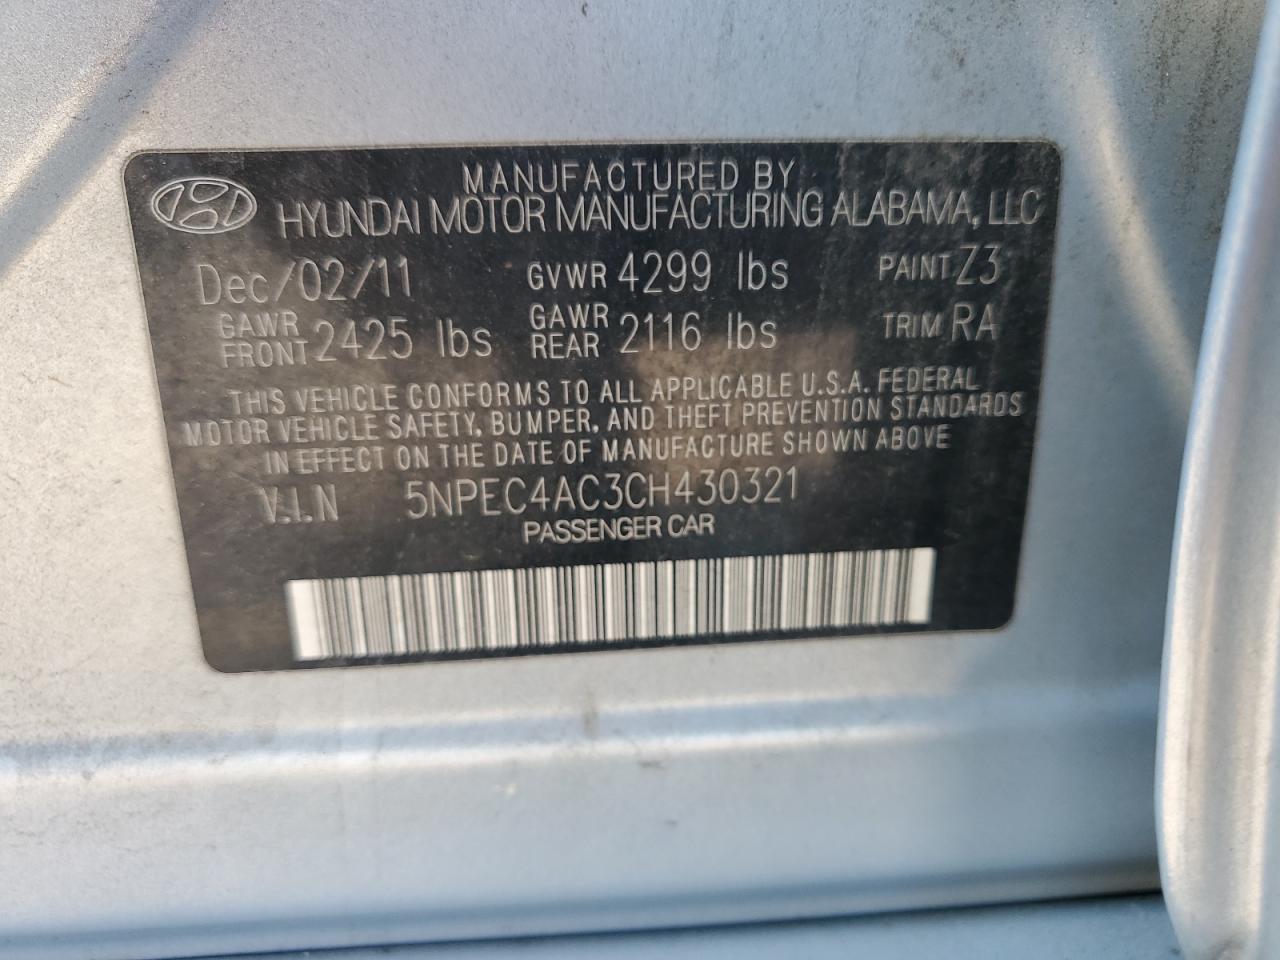 MANUFACTURED BY
HYUNDAI MOTOR MANUFACTURING ALABAMA, LLC
Dec/02/11 GVWR 4299 lbs PAINT Z3
GAWR FRONT 2425 lbs GAWR REAR 2116 lbs TRIM RA
THIS VEHICLE CONFORMS TO ALL APPLICABLE U.S.A. FEDERAL
MOTOR VEHICLE SAFETY, BUMPER, AND THEFT PREVENTION STANDARDS
IN EFFECT ON THE DATE OF MANUFACTURE SHOWN ABOVE
V.I.N 5NPEC4AC3CH430321
PASSENGER CAR